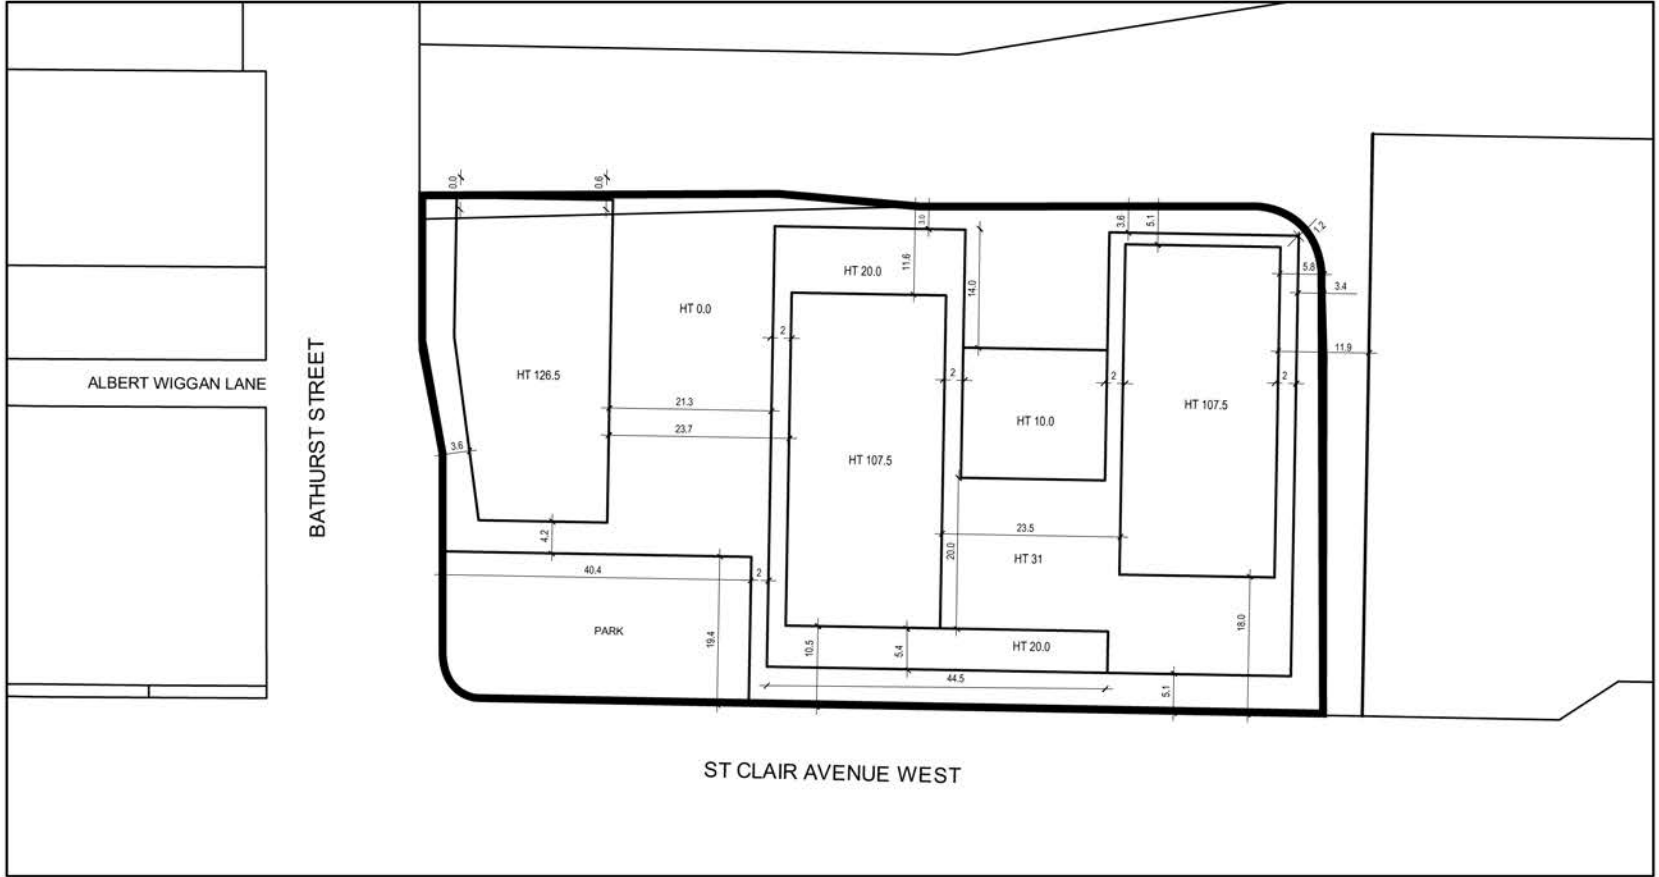 0.0
0.6
3.0
3.6
5.1
1.2
HT 20.0
11.6
14.0
5.8
3.4
HT 0.0
2
11.9
BATHURST STREET
ALBERT WIGGAN LANE
HT 126.5
2
2
2
21.3
HT 107.5
HT 10.0
23.7
3.6
HT 107.5
4.2
23.5
20.0
HT 31
40.4
2
PARK
19.4
10.5
5.4
HT 20.0
18.0
44.5
5.1
ST CLAIR AVENUE WEST